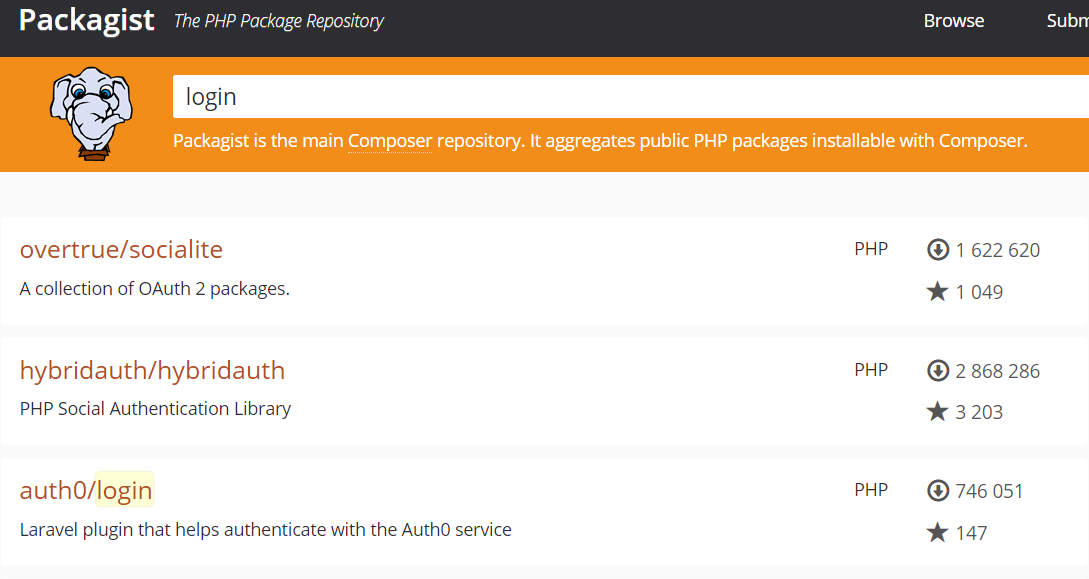 Packagist The PHP Package Repository Browse
login
Packagist is the main Composer repository. It aggregates public PHP packages installable with Composer.
overtrue/socialite PHP 1 622 620
A collection of OAuth 2 packages. 1 049
hybridauth/hybridauth PHP 2 868 286
PHP Social Authentication Library 3 203
auth0/login PHP 746 051
Laravel plugin that helps authenticate with the Auth0 service 147